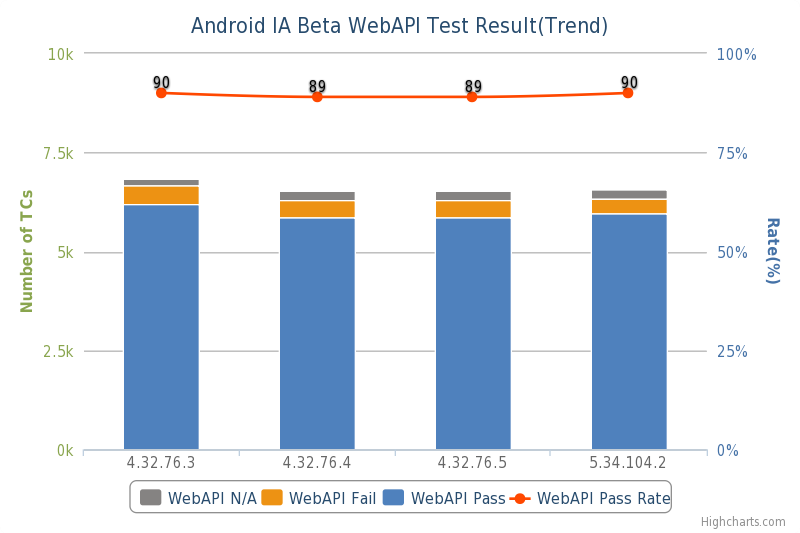 Android IA Beta WebAPI Test Result(Trend)
10k
100%
90
89
89
90
7.5k
75%
Number of TCs
5k
50%
Rate(%)
2.5k
25%
0k
0%
4.32.76.3
4.32.76.4
4.32.76.5
5.34.104.2
WebAPI N/A
WebAPI Fail
WebAPI Pass
WebAPI Pass Rate
Highcharts.com